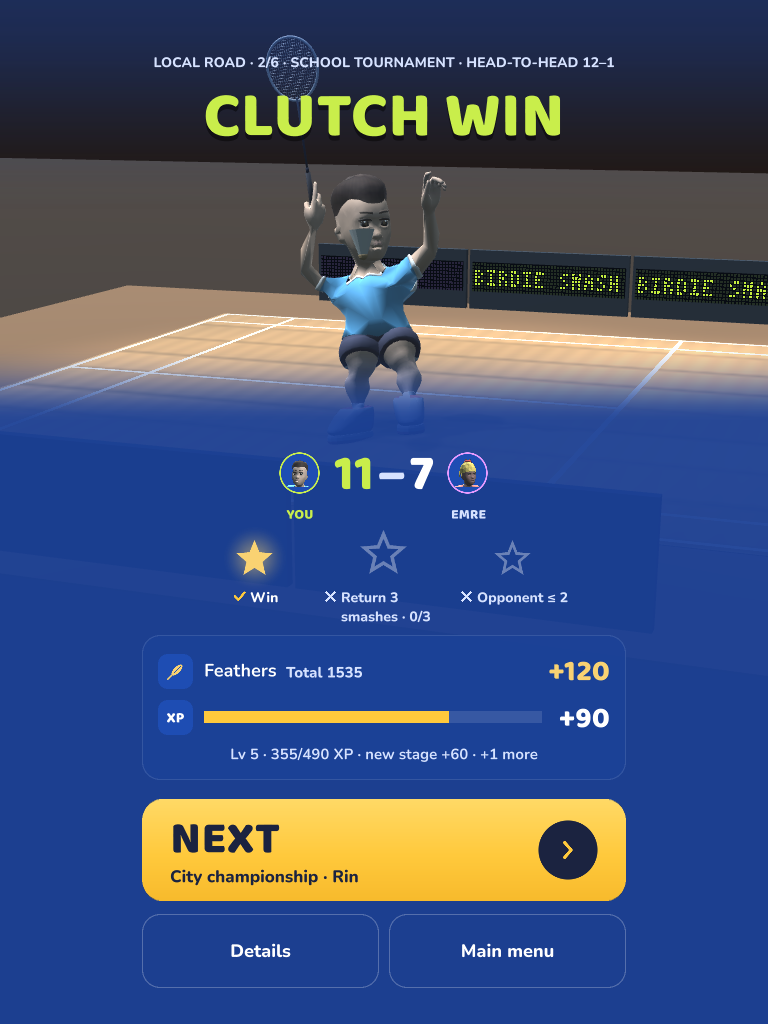 LOCAL ROAD · 2/6 · SCHOOL TOURNAMENT · HEAD-TO-HEAD 12–1
CLUTCH WIN
BIRDIE SMASH BIRDIE SMA
11–7
YOU EMRE
Win
Return 3
smashes · 0/3
Opponent ≤ 2
Feathers Total 1535 +120
XP +90
Lv 5 · 355/490 XP · new stage +60 · +1 more
NEXT
City championship · Rin
Details Main menu